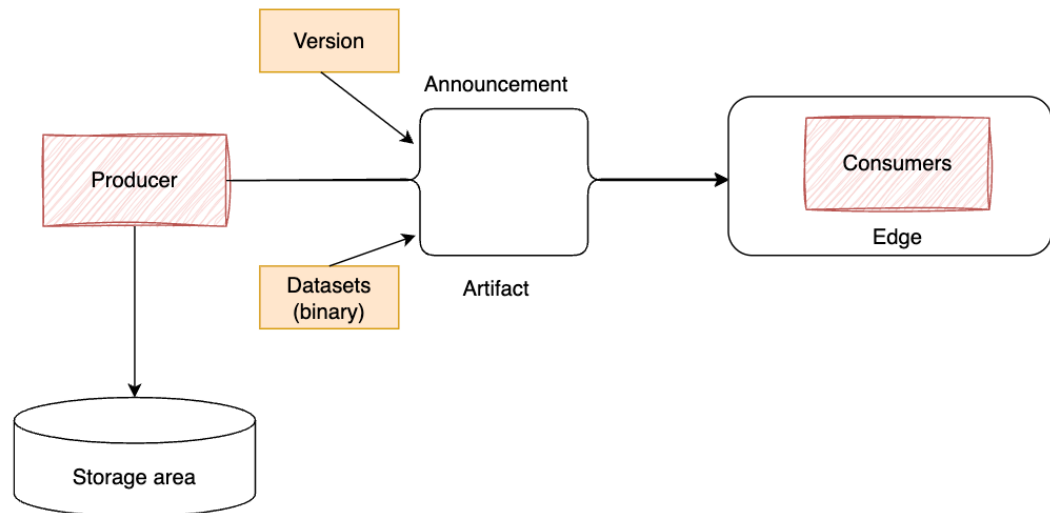 Version
Announcement
Producer
Consumers
Edge
Datasets
(binary)
Artifact
Storage area